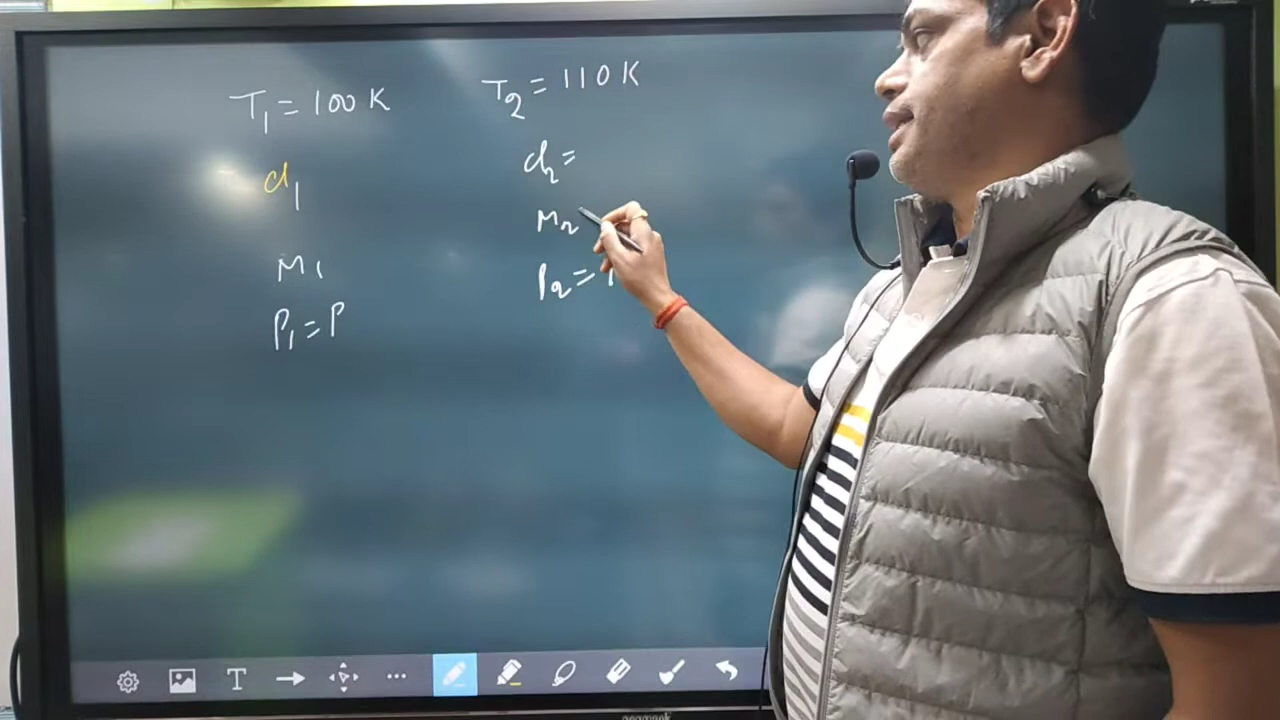 T₁ = 100 K
d₁
M₁
P₁ = P
T₂ = 110 K
d₂ =
M₂
P₂ =
T